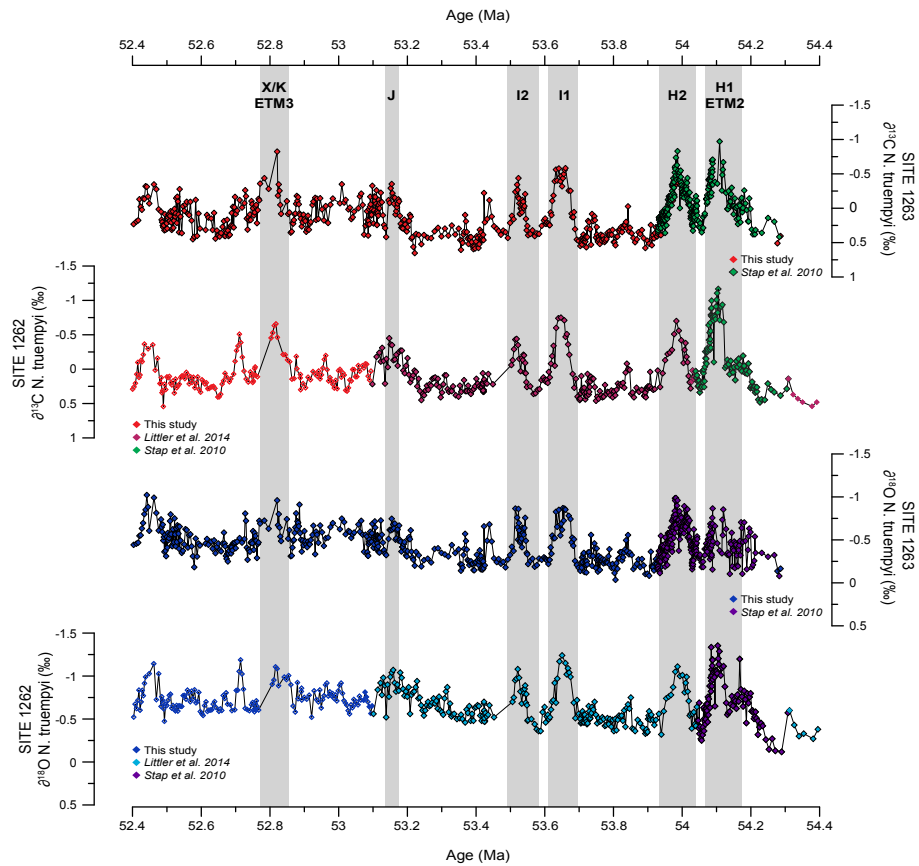 Age (Ma)
52.4 52.6 52.8 53 53.2 53.4 53.6 53.8 54 54.2 54.4
X/K
ETM3
J
I2
I1
H2
H1
ETM2
-1.5
-1
-0.5
0
0.5
1
SITE 1263
∂13C N. truempyi (‰)
This study
Stap et al. 2010
-1.5
-1
-0.5
0
0.5
1
SITE 1262
∂13C N. truempyi (‰)
This study
Littler et al. 2014
Stap et al. 2010
-1.5
-1
-0.5
0
0.5
SITE 1263
∂18O N. truempyi (‰)
This study
Stap et al. 2010
-1.5
-1
-0.5
0
0.5
SITE 1262
∂18O N. truempyi (‰)
This study
Littler et al. 2014
Stap et al. 2010
52.4 52.6 52.8 53 53.2 53.4 53.6 53.8 54 54.2 54.4
Age (Ma)